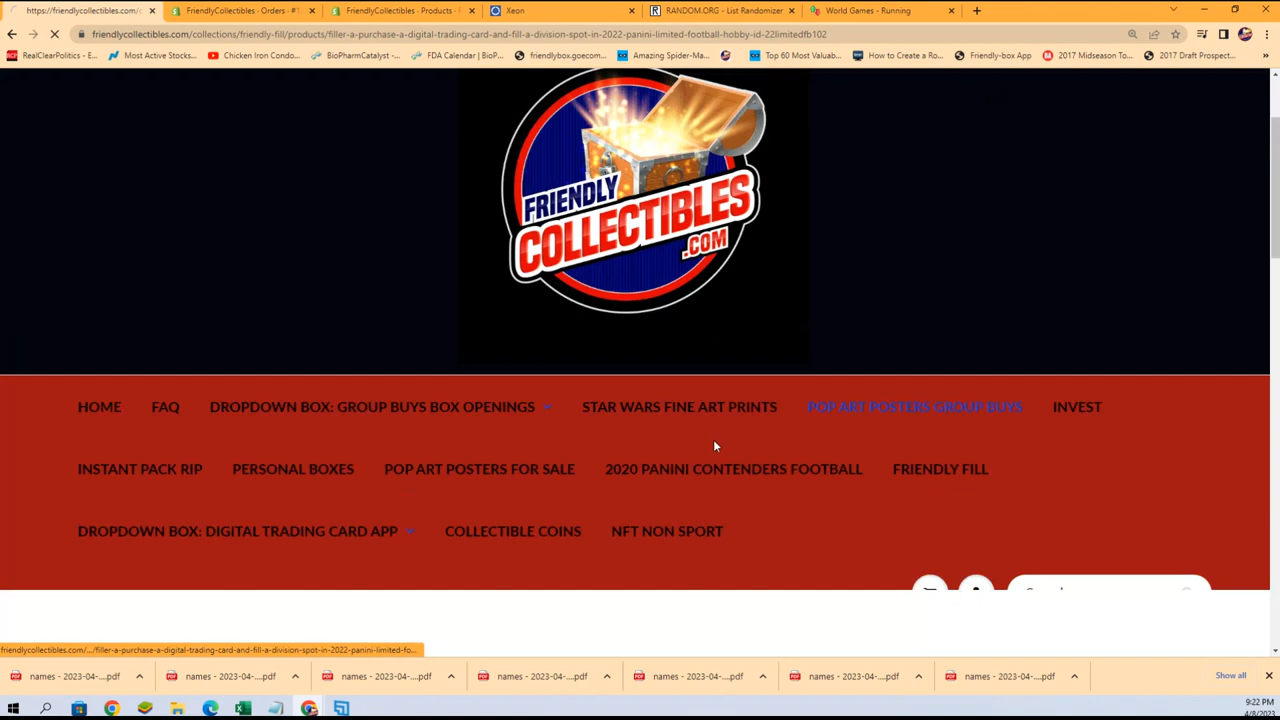 https://friendlycollectibles.com/c
FriendlyCollectibles · Orders · #1
FriendlyCollectibles · Products ·
Xeon
RANDOM.ORG - List Randomizer
World Games - Running
friendlycollectibles.com/collections/friendly-fill/products/filler-a-purchase-a-digital-trading-card-and-fill-a-division-spot-in-2022-panini-limited-football-hobby-id-22limitedfb102
RealClearPolitics - E...
Most Active Stocks...
Chicken Iron Condo...
BioPharmCatalyst -...
FDA Calendar | BioP...
friendlybox.goecom...
Amazing Spider-Ma...
Top 60 Most Valuab...
How to Create a Ro...
Friendly-box App
2017 Midseason To...
2017 Draft Prospect...
FRIENDLY
COLLECTIBLES
.COM
HOME
FAQ
DROPDOWN BOX: GROUP BUYS BOX OPENINGS
STAR WARS FINE ART PRINTS
POP ART POSTERS GROUP BUYS
INVEST
INSTANT PACK RIP
PERSONAL BOXES
POP ART POSTERS FOR SALE
2020 PANINI CONTENDERS FOOTBALL
FRIENDLY FILL
DROPDOWN BOX: DIGITAL TRADING CARD APP
COLLECTIBLE COINS
NFT NON SPORT
friendlycollectibles.com/.../filler-a-purchase-a-digital-trading-card-and-fill-a-division-spot-in-2022-panini-limited-fo...
names - 2023-04-....pdf
names - 2023-04-....pdf
names - 2023-04-....pdf
names - 2023-04-....pdf
names - 2023-04-....pdf
names - 2023-04-....pdf
names - 2023-04-....pdf
Show all
9:22 PM
4/8/2023